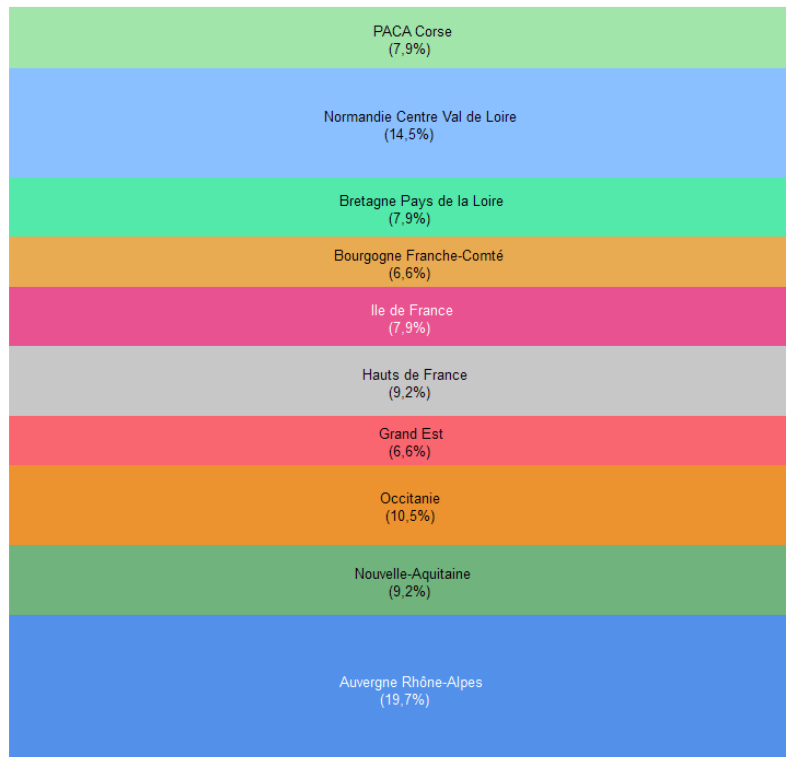 PACA Corse
(7,9%)
Normandie Centre Val de Loire
(14,5%)
Bretagne Pays de la Loire
(7,9%)
Bourgogne Franche-Comté
(6,6%)
Ile de France
(7,9%)
Hauts de France
(9,2%)
Grand Est
(6,6%)
Occitanie
(10,5%)
Nouvelle-Aquitaine
(9,2%)
Auvergne Rhône-Alpes
(19,7%)